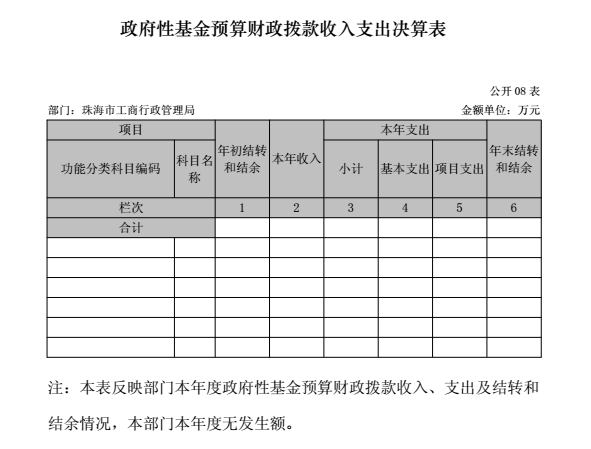 政府性基金预算财政拨款收入支出决算表
公开 08 表
部门：珠海市工商行政管理局 金额单位：万元
项目 年初结转和结余 本年收入 本年支出 年末结转和结余
功能分类科目编码 科目名称 小计 基本支出 项目支出
栏次 1 2 3 4 5 6
合计
注：本表反映部门本年度政府性基金预算财政拨款收入、支出及结转和
结余情况，本部门本年度无发生额。